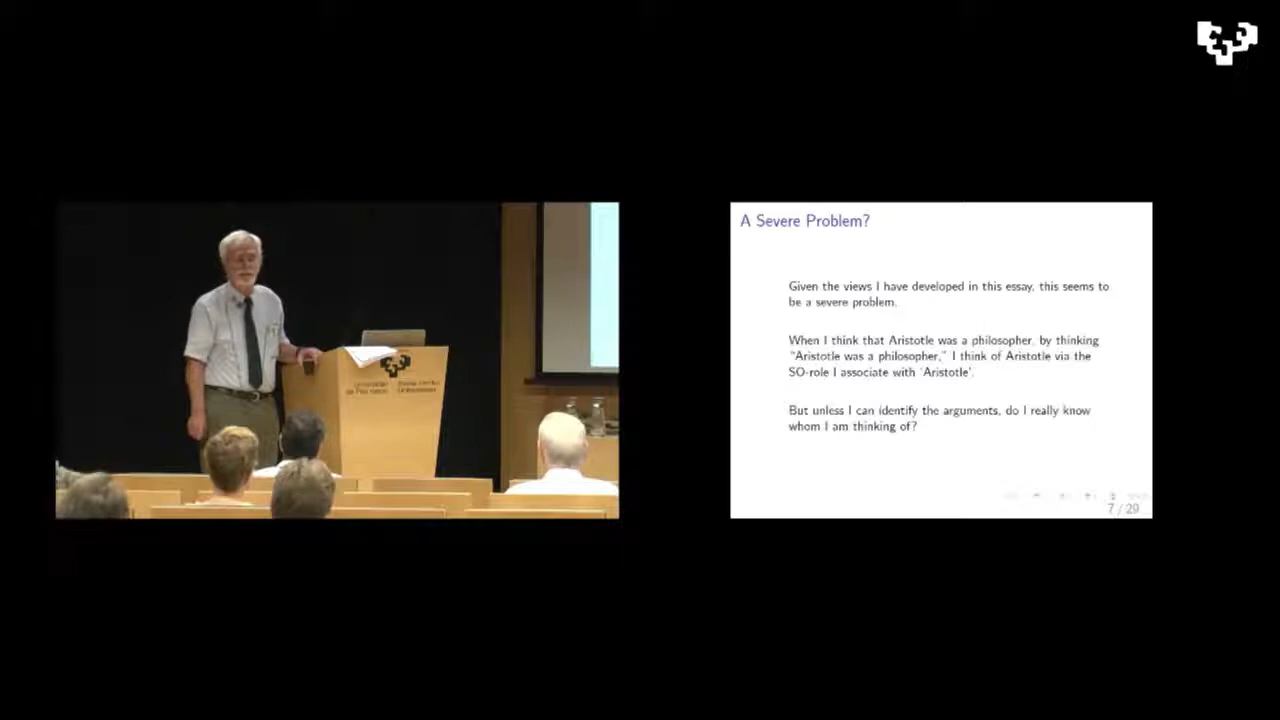 A Severe Problem?
Given the views I have developed in this essay, this seems to
be a severe problem.
When I think that Aristotle was a philosopher, by thinking
“Aristotle was a philosopher,” I think of Aristotle via the
SO-role I associate with ‘Aristotle’.
But unless I can identify the arguments, do I really know
whom I am thinking of?
7 / 29